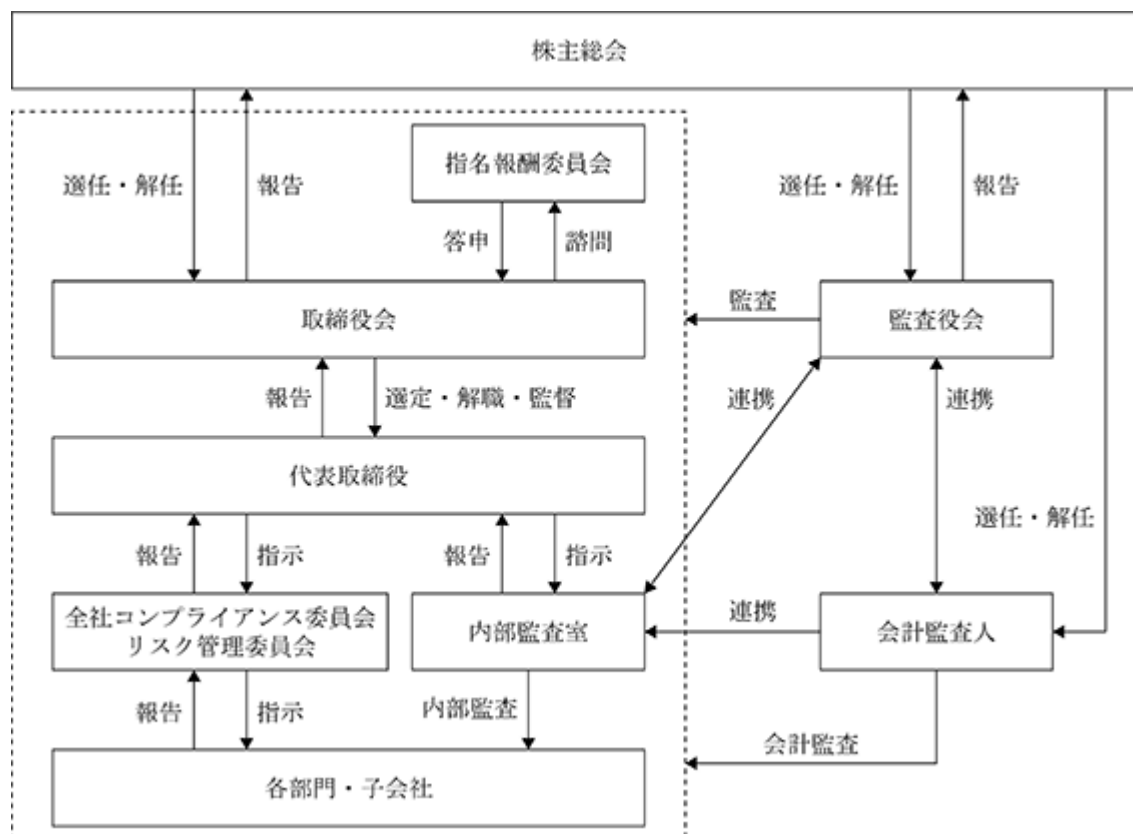 株主総会
指名報酬委員会
選任・解任
報告
選任・解任
報告
答申
諮問
取締役会
監査
監査役会
報告
選定・解職・監督
連携
連携
代表取締役
選任・解任
報告
指示
報告
指示
全社コンプライアンス委員会
リスク管理委員会
内部監査室
連携
会計監査人
報告
指示
内部監査
会計監査
各部門・子会社